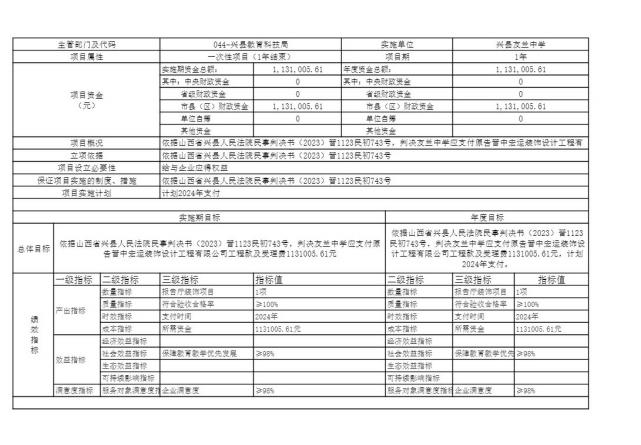 主管部门及代码 044-兴县教育科技局 实施单位 兴县友兰中学
项目属性 一次性项目（1年结束） 项目期 1年
项目资金（元） 实施期资金总额： 1,131,005.61 年度资金总额： 1,131,005.61
其中：中央财政资金 0 其中：中央财政资金 0
省级财政资金 0 省级财政资金 0
市县（区）财政资金 1,131,005.61 市县（区）财政资金 1,131,005.61
单位自筹 0 单位自筹 0
其他资金 其他资金
项目概况 依据山西省兴县人民法院民事判决书（2023）晋1123民初743号，判决友兰中学应支付原告晋中宏运装饰设计工程有
立项依据 依据山西省兴县人民法院民事判决书（2023）晋1123民初743号
项目设立必要性 给与企业应得权益
保证项目实施的制度、措施 依据山西省兴县人民法院民事判决书（2023）晋1123民初743号
项目实施计划 计划2024年支付
实施期目标 年度目标
总体目标 依据山西省兴县人民法院民事判决书（2023）晋1123民初743号，判决友兰中学应支付原告晋中宏运装饰设计工程有限公司工程款及受理费1131005.61元 依据山西省兴县人民法院民事判决书（2023）晋1123民初743号，判决友兰中学应支付原告晋中宏运装饰设计工程有限公司工程款及受理费1131005.61元，计划2024年支付。
绩效指标 一级指标 二级指标 三级指标 指标值 二级指标 三级指标 指标值
产出指标 数量指标 报告厅装饰项目 1项 数量指标 报告厅装饰项目 1项
质量指标 符合验收合格率 ≥100% 质量指标 符合验收合格率 ≥100%
时效指标 支付时间 2024年 时效指标 支付时间 2024年
成本指标 所需资金 1131005.61元 成本指标 所需资金 1131005.61元
效益指标 经济效益指标 经济效益指标
社会效益指标 保障教育教学优先发展 ≥98% 社会效益指标 保障教育教学优先 ≥98%
生态效益指标 生态效益指标
可持续影响指标 可持续影响指标
满意度指标 服务对象满意度指 企业满意度 ≥98% 服务对象满意度指 企业满意度 ≥98%